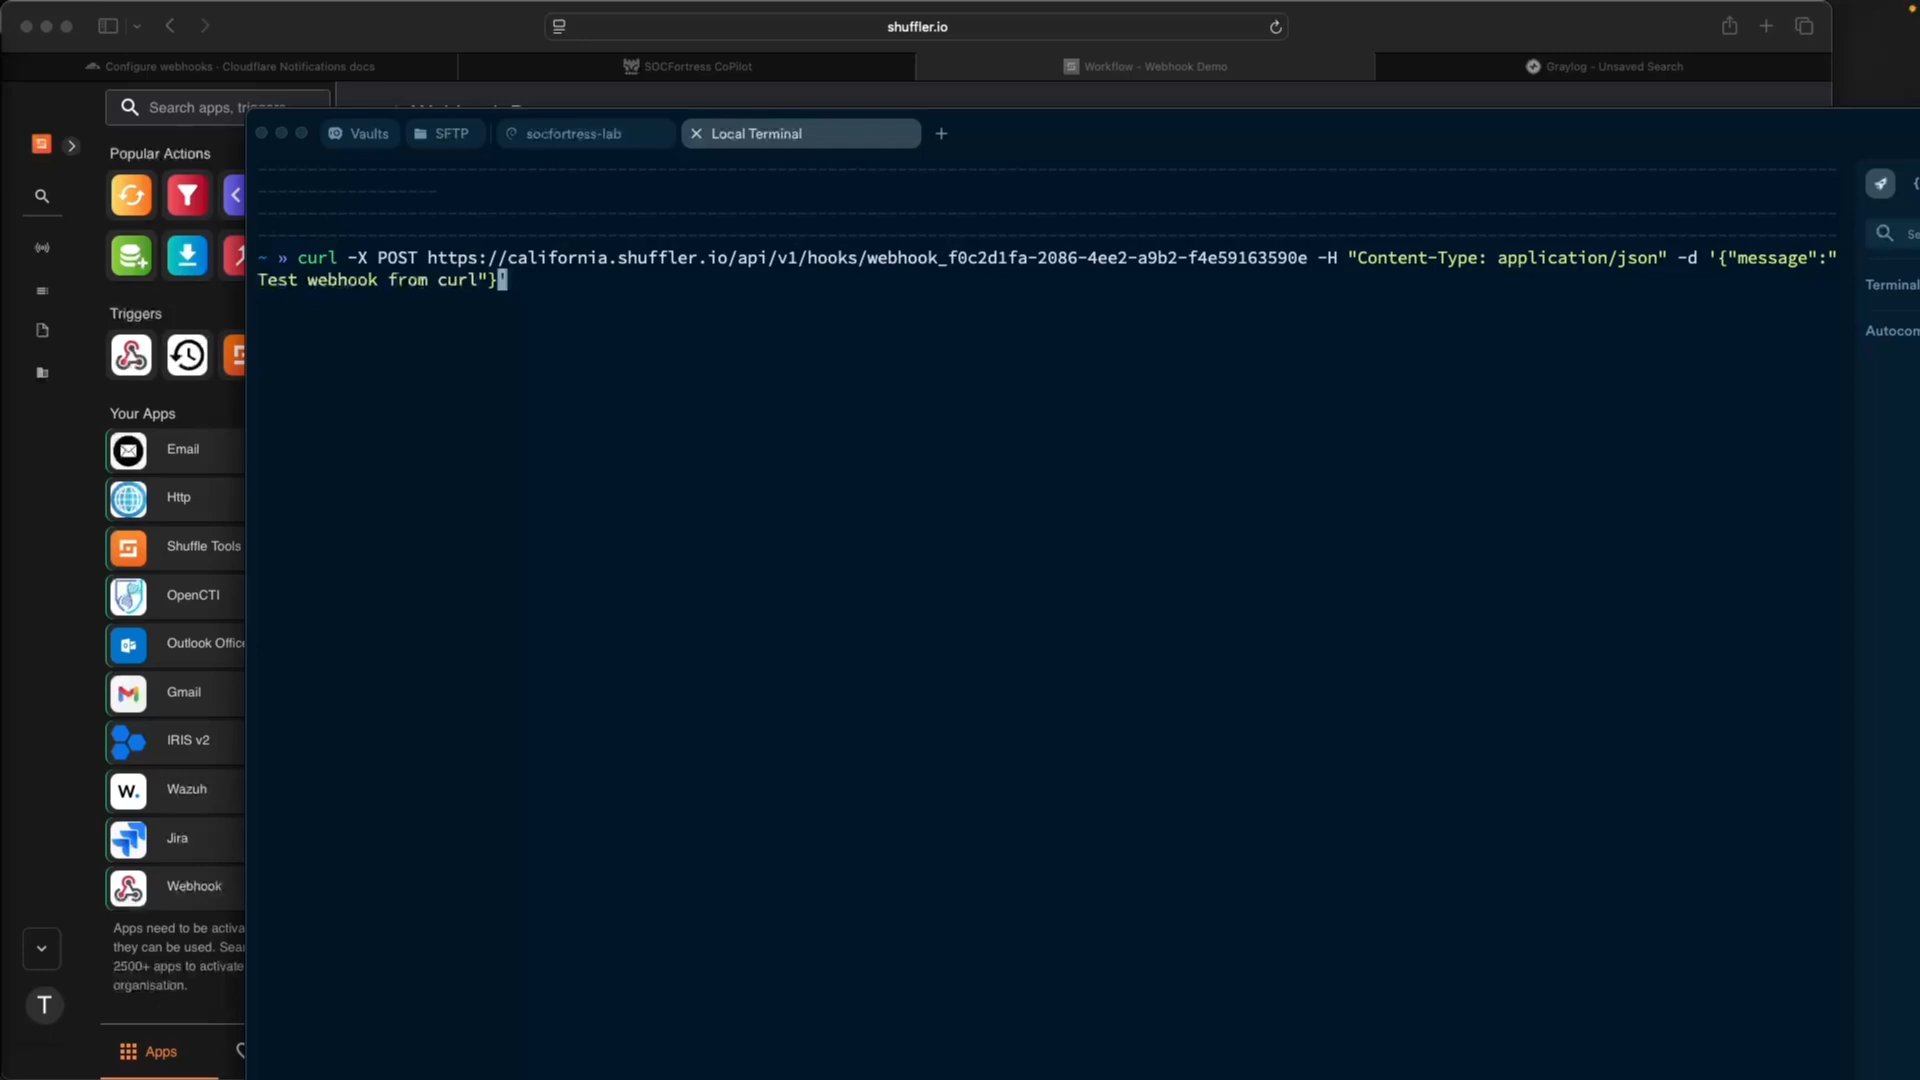 shuffler.io
Configure webhooks · Cloudflare Notifications docs
SOCFortress CoPilot
Workflow – Webhook Demo
Graylog - Unsaved Search
Search apps, tri
Vaults
SFTP
socfortress-lab
Local Terminal
Popular Actions
~ » curl -X POST https://california.shuffler.io/api/v1/hooks/webhook_f0c2d1fa-2086-4ee2-a9b2-f4e59163590e -H "Content-Type: application/json" -d '{"message":"
Test webhook from curl"}'
Se
Terminal
Autocom
Triggers
Your Apps
Email
Http
Shuffle Tools
OpenCTI
Outlook Office
Gmail
IRIS v2
W.
Wazuh
Jira
Webhook
Apps need to be activa
they can be used. Sea
2500+ apps to activate
organisation.
T
Apps